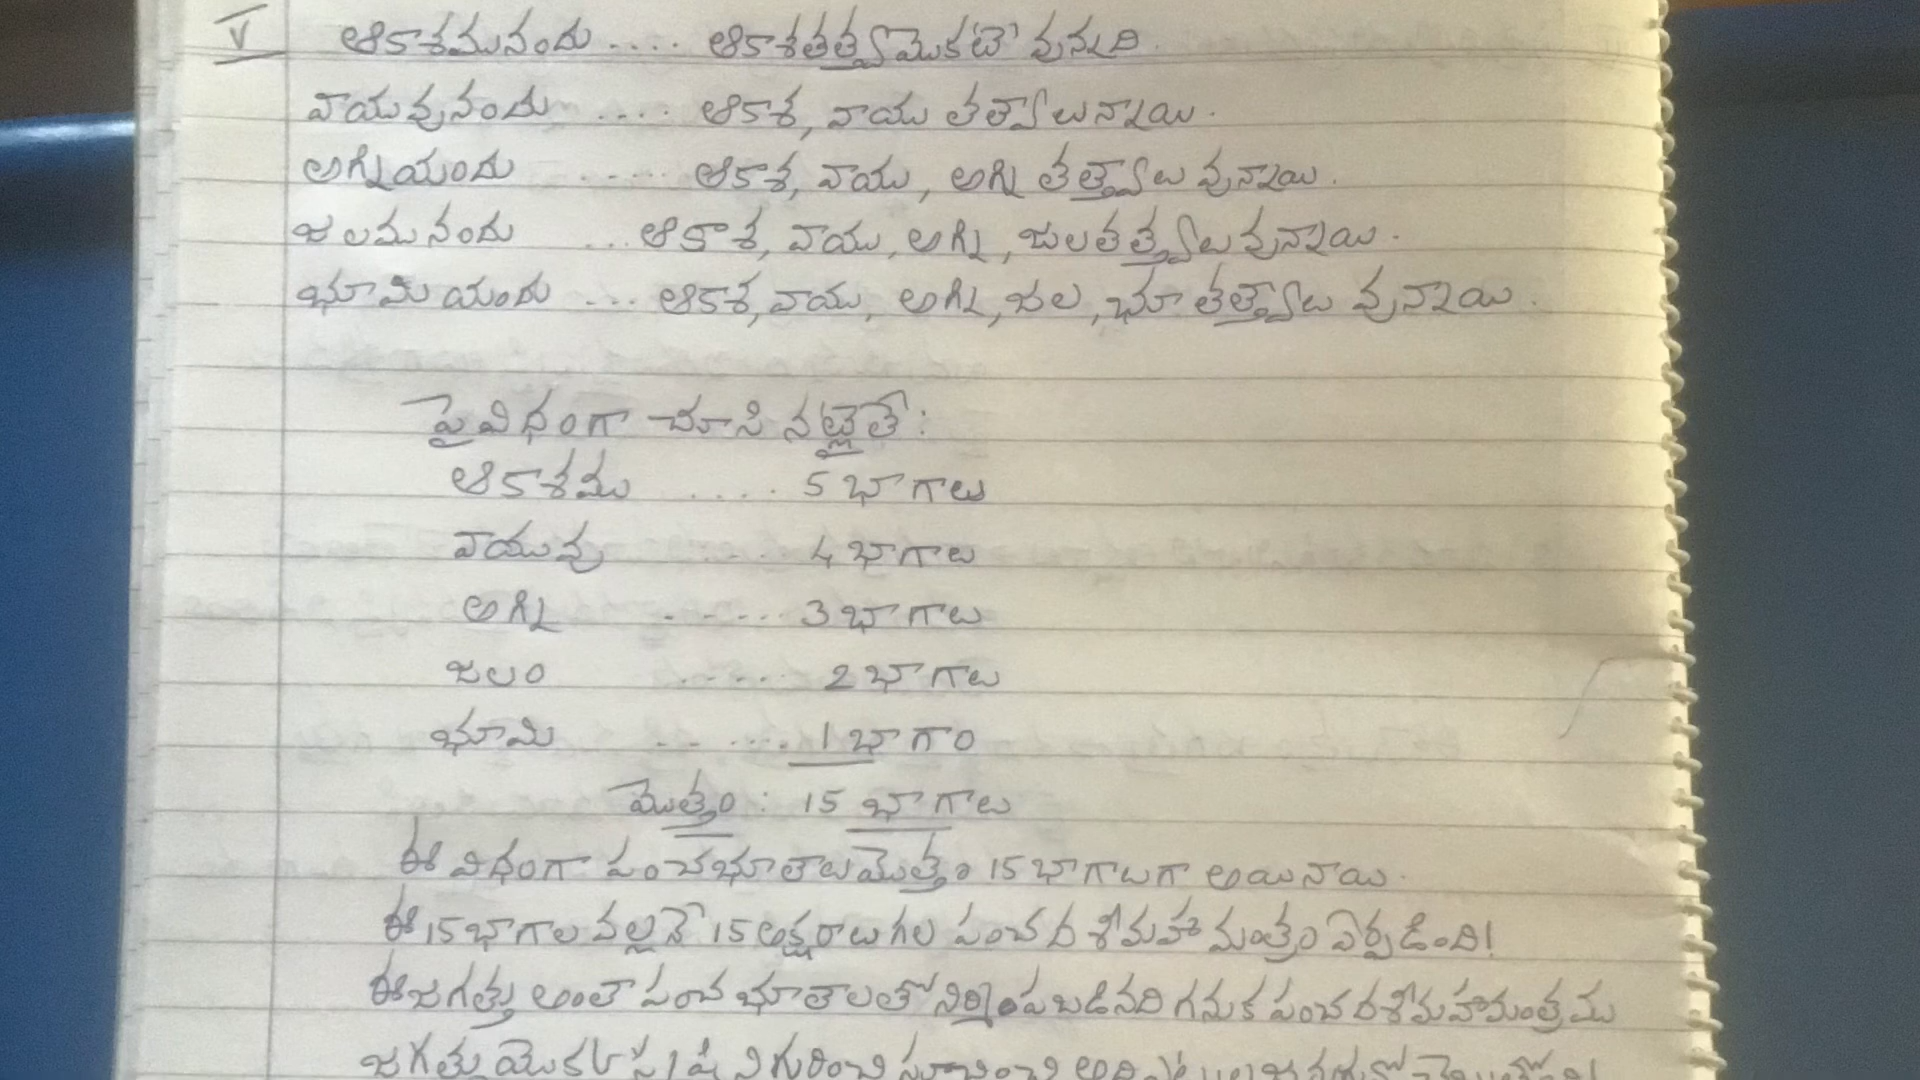 V ఆకాశమునందు .... ఆకాశతత్త్వమొకటే వున్నది.
వాయువునందు .... ఆకాశ, వాయు తత్వాలున్నాయి.
అగ్నియందు ..... ఆకాశ, వాయు, అగ్ని తత్త్వాలు వున్నాయి.
జలమునందు ... ఆకాశ, వాయు, అగ్ని, జలతత్త్వాలు వున్నాయి.
భూమియందు ... ఆకాశ, వాయు, అగ్ని, జల, భూ తత్త్వాలు వున్నాయి.
పైవిధంగా చూసినట్లైతే:
ఆకాశము .... 5 భాగాలు
వాయువు .... 4 భాగాలు
అగ్ని ...... 3 భాగాలు
జలం ..... 2 భాగాలు
భూమి ...... 1 భాగం
మొత్తం : 15 భాగాలు
ఈ విధంగా పంచభూతాలు మొత్తం 15 భాగాలుగా అయినాయి.
ఈ 15 భాగాల వల్లనే 15 అక్షరాలుగల పంచదశీమహామంత్రం ఏర్పడింది!
ఈ జగత్తు అంతా పంచభూతాలతో నిర్మింపబడినది గనుక పంచదశీమహామంత్రము
జగత్తు యొక్క సృష్టిని గురించి